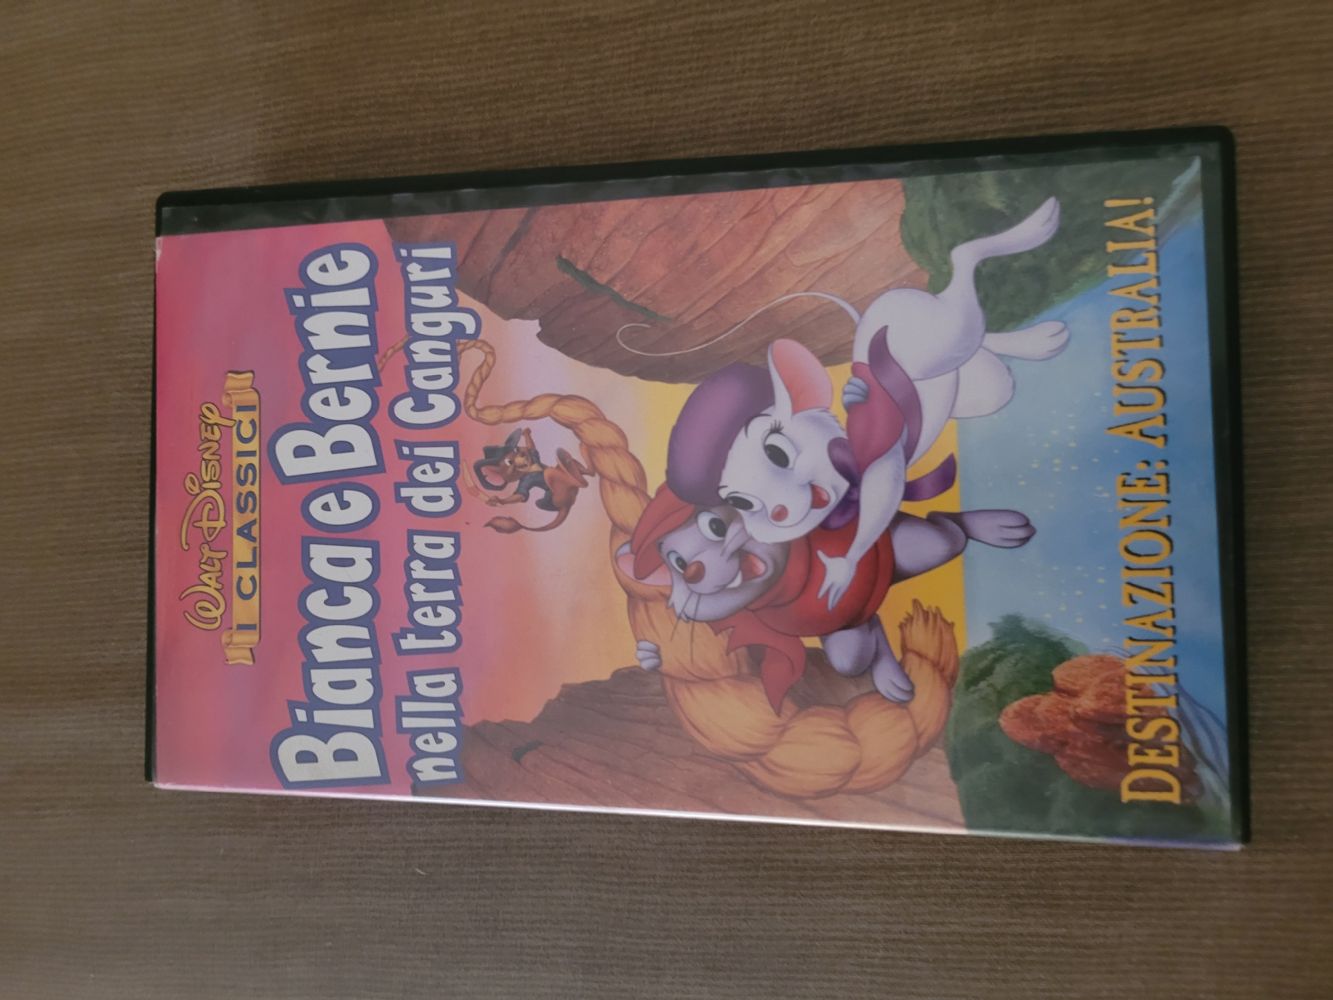 WALT DISNEY
I CLASSICI
Bianca e Bernie
nella terra dei Canguri
DESTINAZIONE: AUSTRALIA!